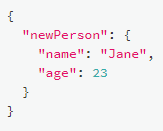 {
  "newPerson": {
    "name": "Jane",
    "age": 23
  }
}